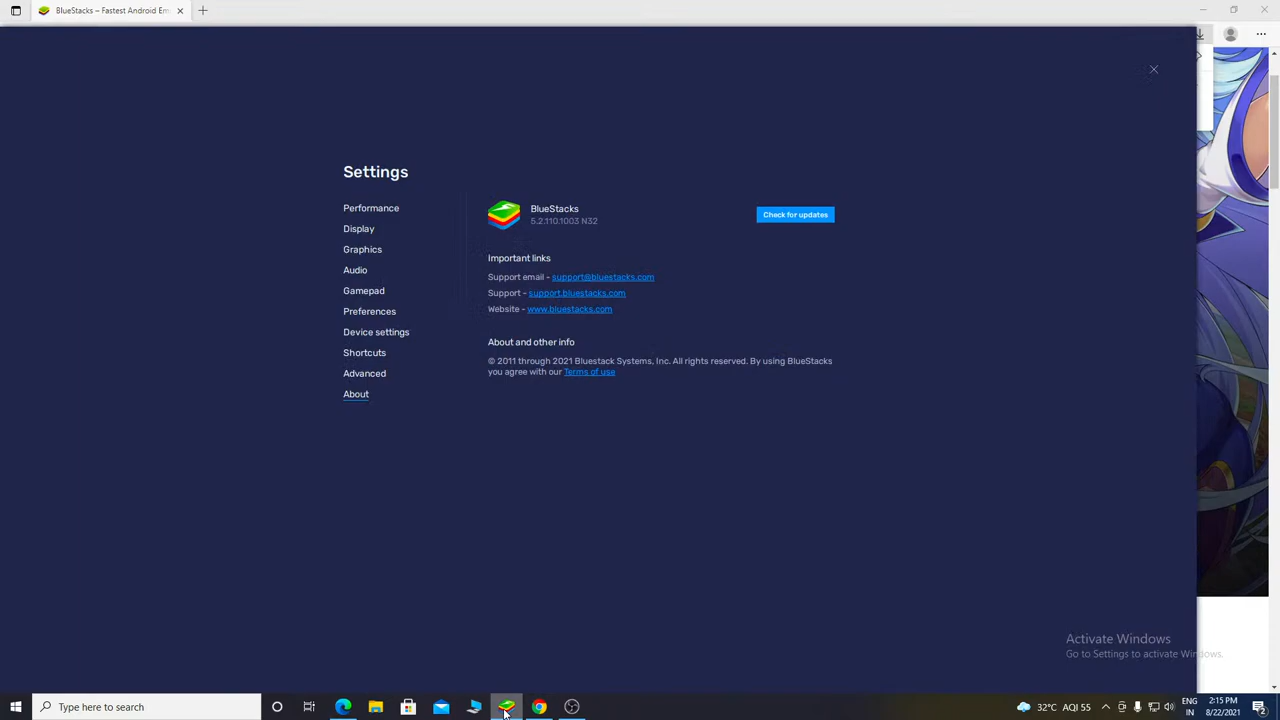 BlueStacks – Fastest Android Em
Settings
Performance
Display
Graphics
Audio
Gamepad
Preferences
Device settings
Shortcuts
Advanced
About
BlueStacks
5.2.110.1003 N32
Check for updates
Important links
Support email - support@bluestacks.com
Support - support.bluestacks.com
Website - www.bluestacks.com
About and other info
© 2011 through 2021 Bluestack Systems, Inc. All rights reserved. By using BlueStacks
you agree with our Terms of use
Activate Windows
Go to Settings to activate Windows.
Type here to search
32°C AQI 55
ENG
IN
2:15 PM
8/22/2021
2